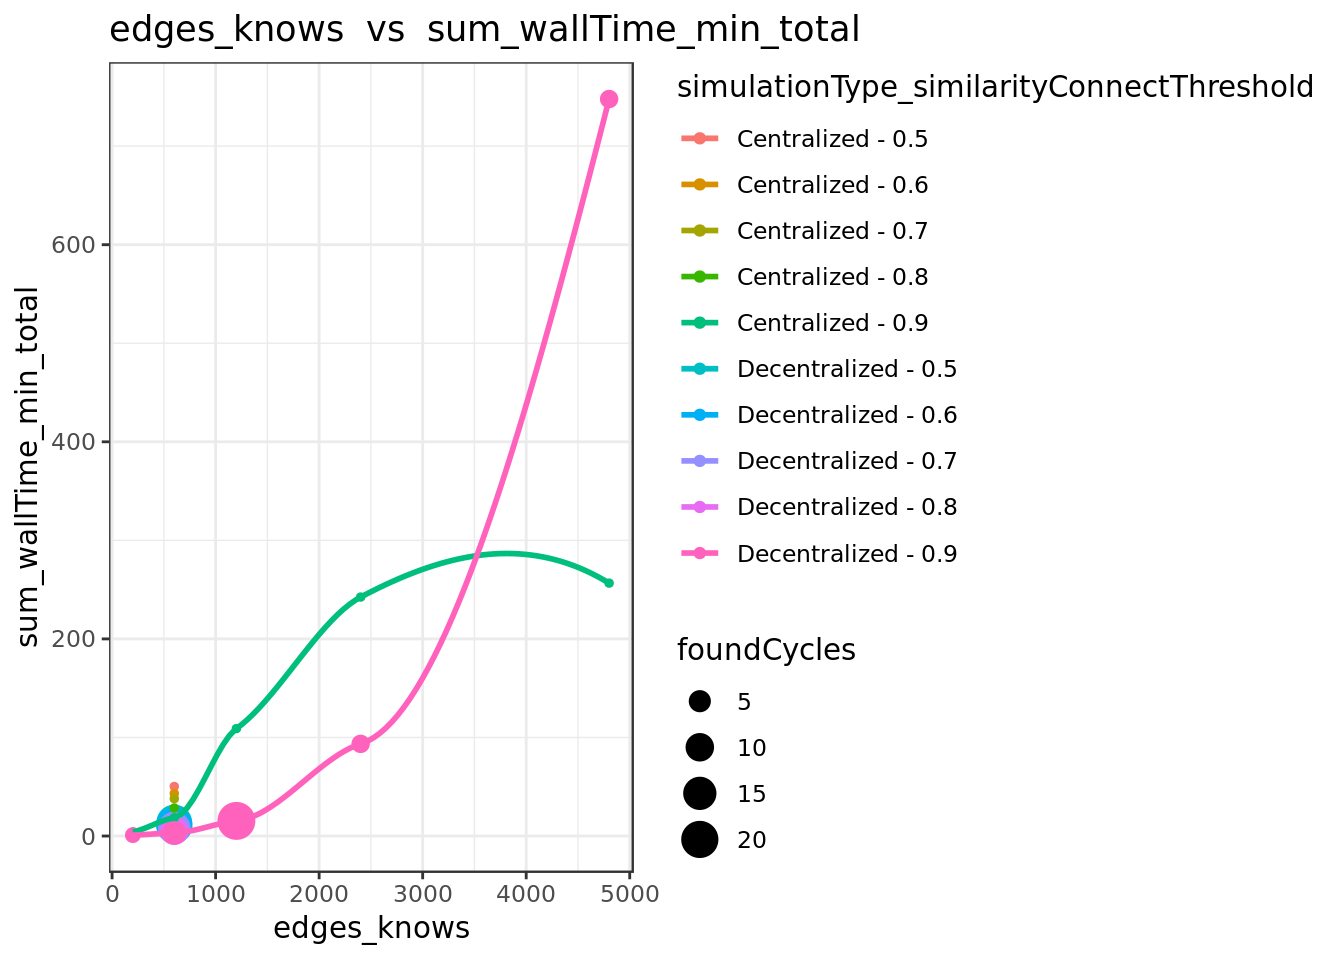 edges_knows  vs  sum_wallTime_min_total
sum_wallTime_min_total
600
400
200
0
0 1000 2000 3000 4000 5000
edges_knows
simulationType_similarityConnectThreshold
Centralized - 0.5
Centralized - 0.6
Centralized - 0.7
Centralized - 0.8
Centralized - 0.9
Decentralized - 0.5
Decentralized - 0.6
Decentralized - 0.7
Decentralized - 0.8
Decentralized - 0.9
foundCycles
5
10
15
20